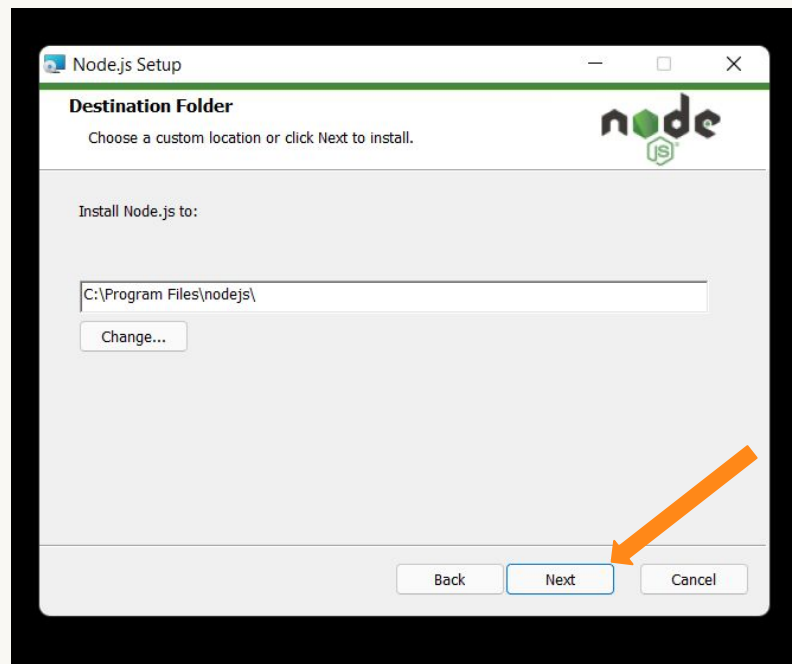 Node.js Setup
Destination Folder
Choose a custom location or click Next to install.
node
JS
Install Node.js to:
C:\Program Files\nodejs\
Change...
Back
Next
Cancel